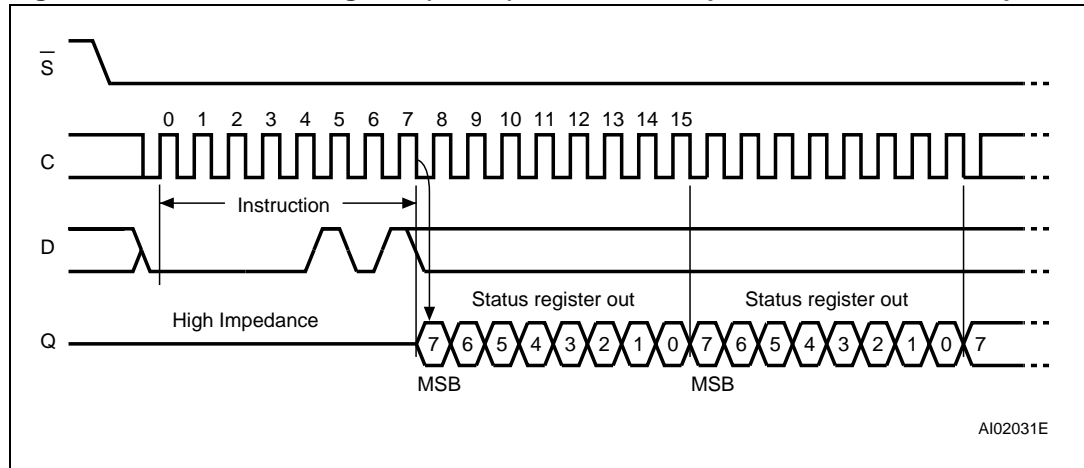 S
0 1 2 3 4 5 6 7 8 9 10 11 12 13 14 15
C
Instruction
D
Status register out Status register out
High Impedance
Q
7 6 5 4 3 2 1 0 7 6 5 4 3 2 1 0 7
MSB MSB
AI02031E